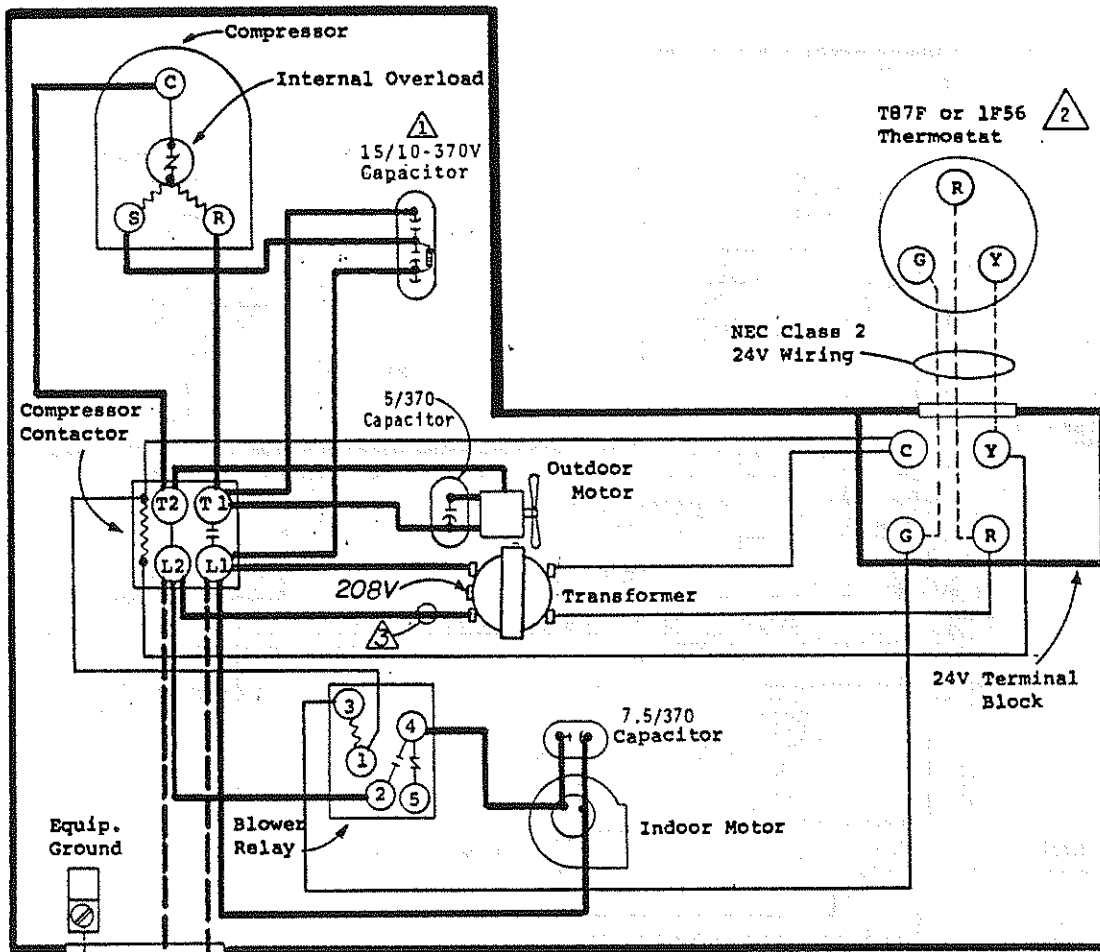 Compressor
C
Internal Overload
S
R
1
15/10-370V
Capacitor
T87F or 1F56
Thermostat
2
R
G
Y
NEC Class 2
24V Wiring
Compressor
Contactor
5/370
Capacitor
Outdoor
Motor
C
Y
G
R
T2
T1
L2
L1
208V
3
Transformer
24V Terminal
Block
3
1
4
2
5
Blower
Relay
7.5/370
Capacitor
Indoor Motor
Equip.
Ground